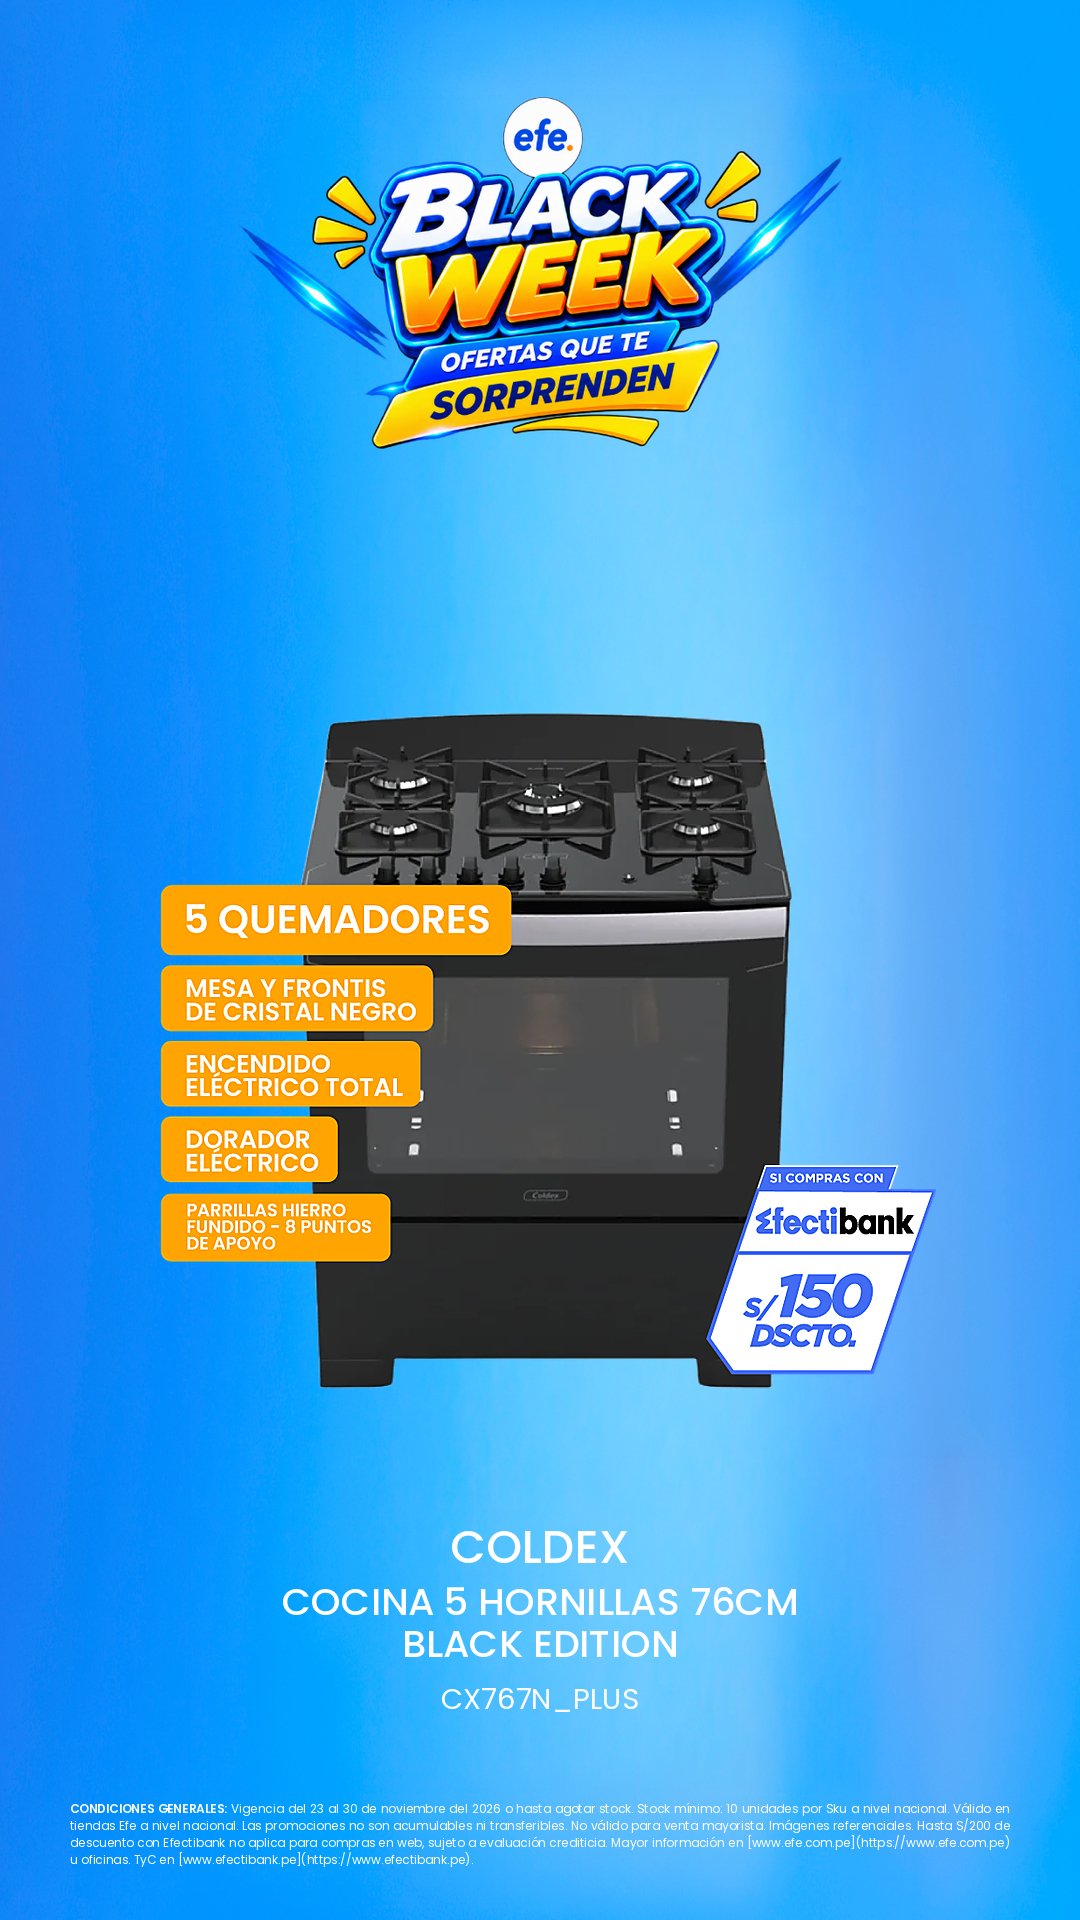 efe.
BLACK
WEEK
OFERTAS QUE TE
SORPRENDEN
5 QUEMADORES
MESA Y FRONTIS
DE CRISTAL NEGRO
ENCENDIDO
ELÉCTRICO TOTAL
DORADOR
ELÉCTRICO
PARRILLAS HIERRO
FUNDIDO - 8 PUNTOS
DE APOYO
Coldex
SI COMPRAS CON
Efectibank
S/150
DSCTO.
COLDEX
COCINA 5 HORNILLAS 76CM
BLACK EDITION
CX767N_PLUS
CONDICIONES GENERALES: Vigencia del 23 al 30 de noviembre del 2026 o hasta agotar stock. Stock mínimo: 10 unidades por Sku a nivel nacional. Válido en
tiendas Efe a nivel nacional. Las promociones no son acumulables ni transferibles. No válido para venta mayorista. Imágenes referenciales. Hasta S/200 de
descuento con Efectibank no aplica para compras en web, sujeto a evaluación crediticia. Mayor información en [www.efe.com.pe](https://www.efe.com.pe)
u oficinas. TyC en [www.efectibank.pe](https://www.efectibank.pe).